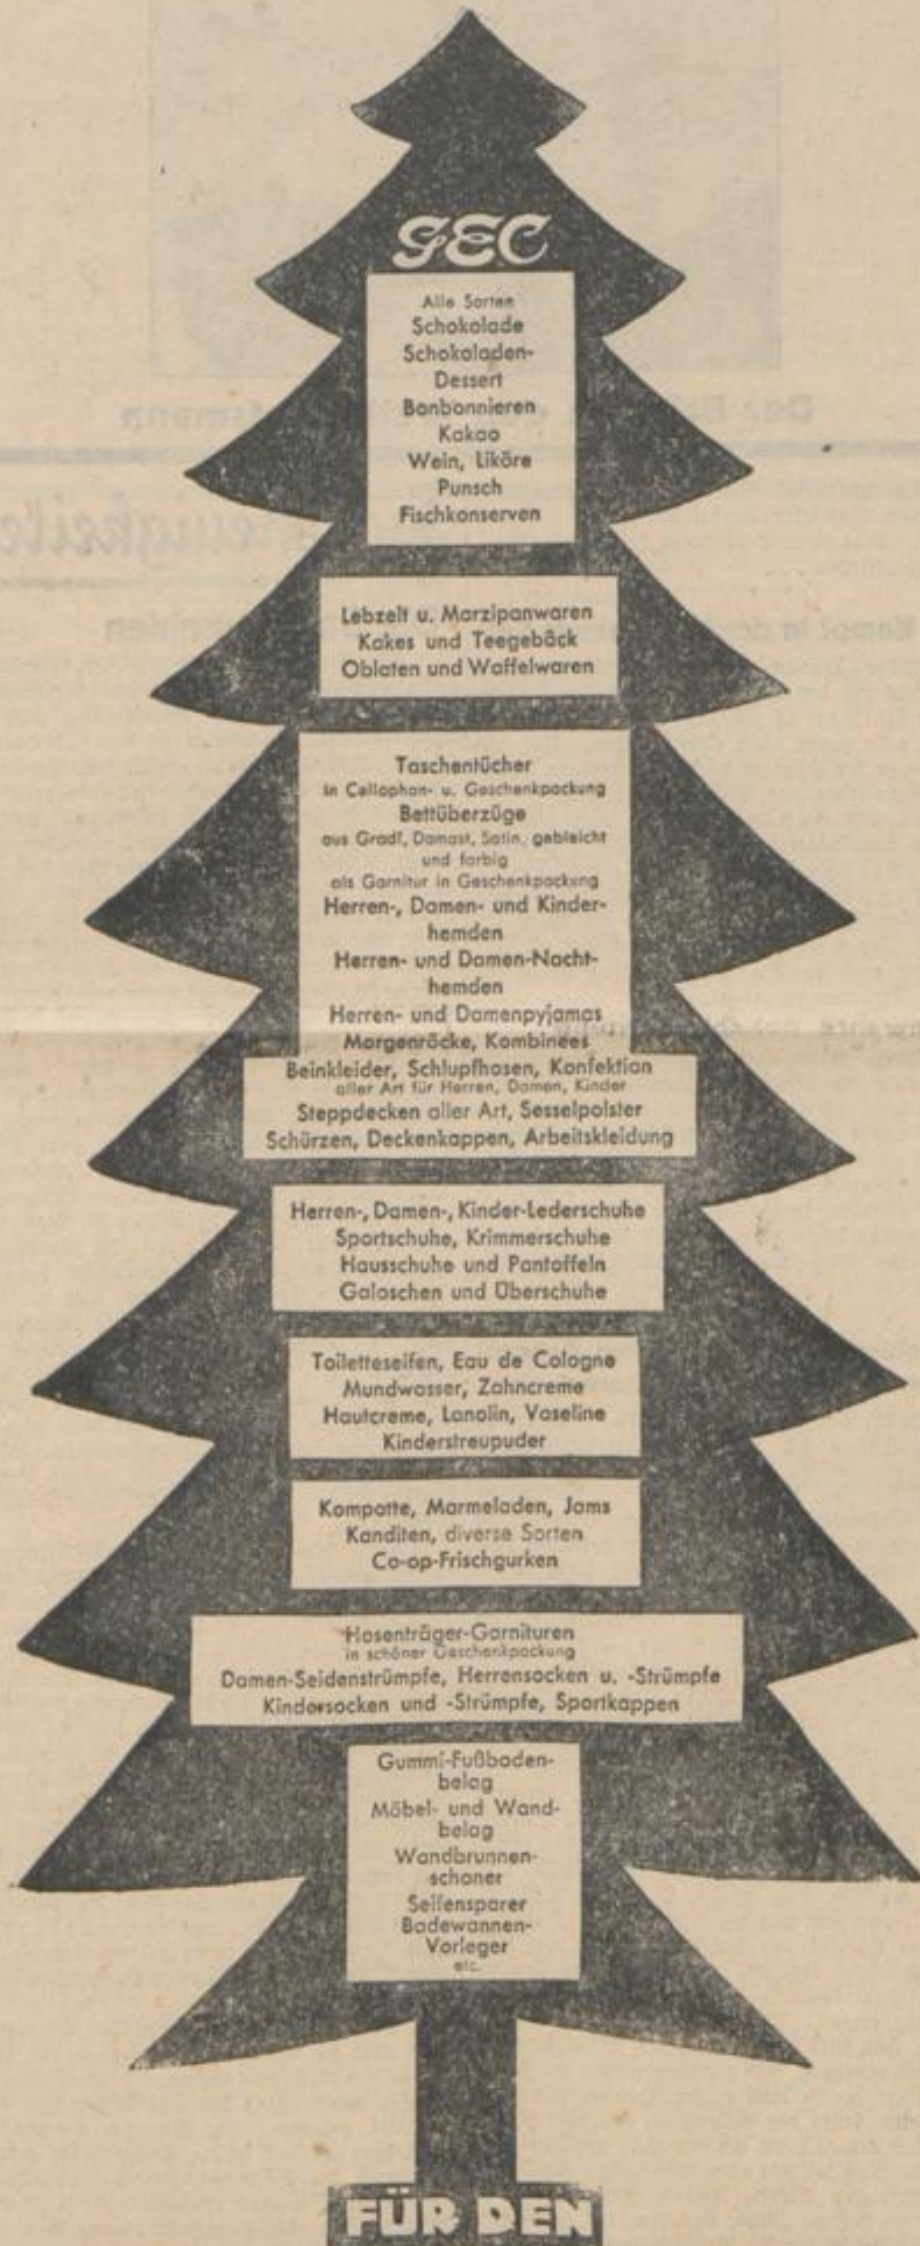 GEC
Alle Sorten
Schokolade
Schokoladen-
Dessert
Bonbonnieren
Kakao
Wein, Liköre
Punsch
Fischkonserven
Lebzelt u. Marzipanwaren
Kakes und Teegebäck
Oblaten und Waffelwaren
Taschentücher
in Cellophan- u. Geschenkpackung
Bettüberzüge
aus Gradl, Damast, Satin, gebleicht
und farbig
als Garnitur in Geschenkpackung
Herren-, Damen- und Kinder-
hemden
Herren- und Damen-Nacht-
hemden
Herren- und Damenpyjamas
Morgenröcke, Kombinees
Beinkleider, Schlupfhosen, Konfektion
aller Art für Herren, Damen, Kinder
Steppdecken aller Art, Sesselpolster
Schürzen, Deckenkappen, Arbeitskleidung
Herren-, Damen-, Kinder-Lederschuhe
Sportschuhe, Krimmerschuhe
Hausschuhe und Pantoffeln
Galoschen und Überschuhe
Toiletteseifen, Eau de Cologne
Mundwasser, Zahncreme
Hautcreme, Lanolin, Vaseline
Kinderstreupuder
Kompotte, Marmeladen, Jams
Kanditen, diverse Sorten
Co-op-Frischgurken
Hosenträger-Garnituren
in schöner Geschenkpackung
Damen-Seidenstrümpfe, Herrensocken u. -Strümpfe
Kindersocken und -Strümpfe, Sportkappen
Gummi-Fußboden-
belag
Möbel- und Wand-
belag
Wandbrunnen-
schoner
Seifensparer
Badewannen-
Vorleger
etc.
FÜR DEN